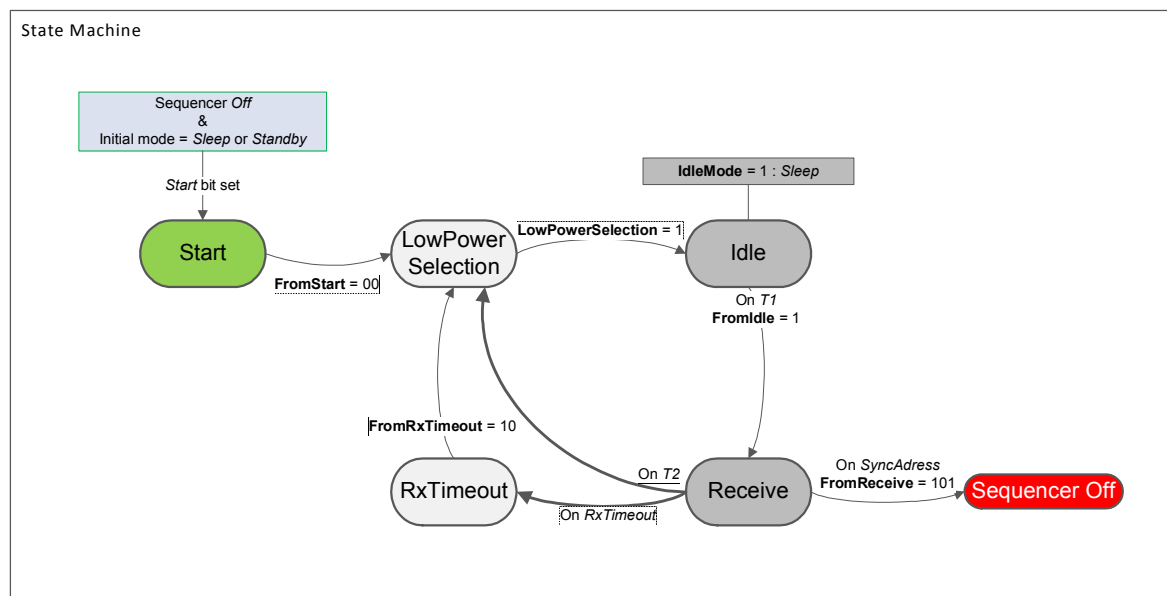 State Machine
Sequencer Off
&
Initial mode = Sleep or Standby
IdleMode = 1 : Sleep
Start bit set
Start
FromStart = 00
LowPower
Selection
LowPowerSelection = 1
Idle
On T1
FromIdle = 1
FromRxTimeout = 10
RxTimeout
On T2
On RxTimeout
Receive
On SyncAdress
FromReceive = 101
Sequencer Off